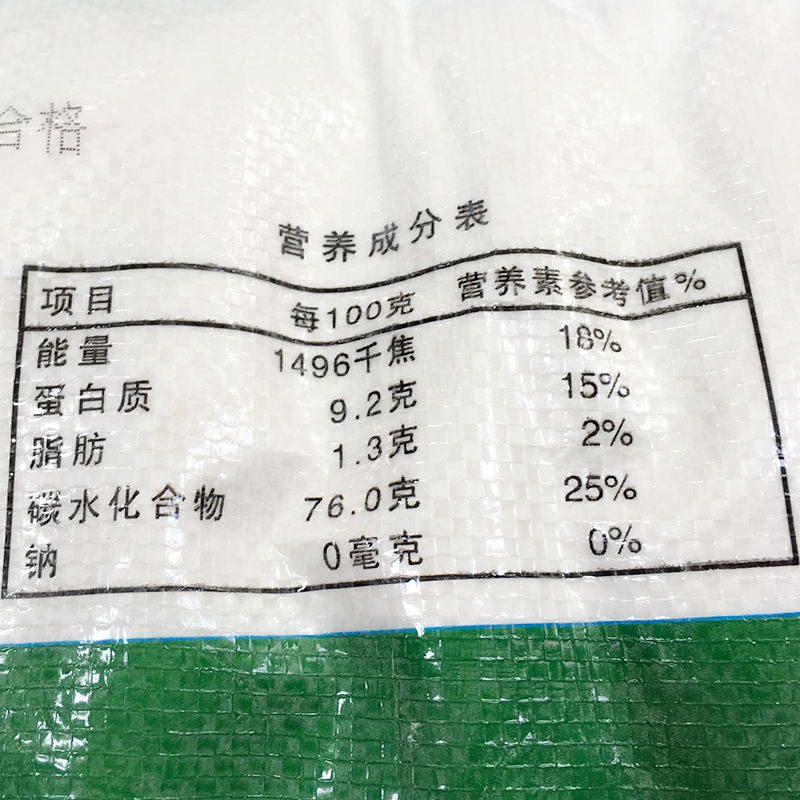 合格
营养成分表
项目 每100克 营养素参考值%
能量 1496千焦 18%
蛋白质 9.2克 15%
脂肪 1.3克 2%
碳水化合物 76.0克 25%
钠 0毫克 0%